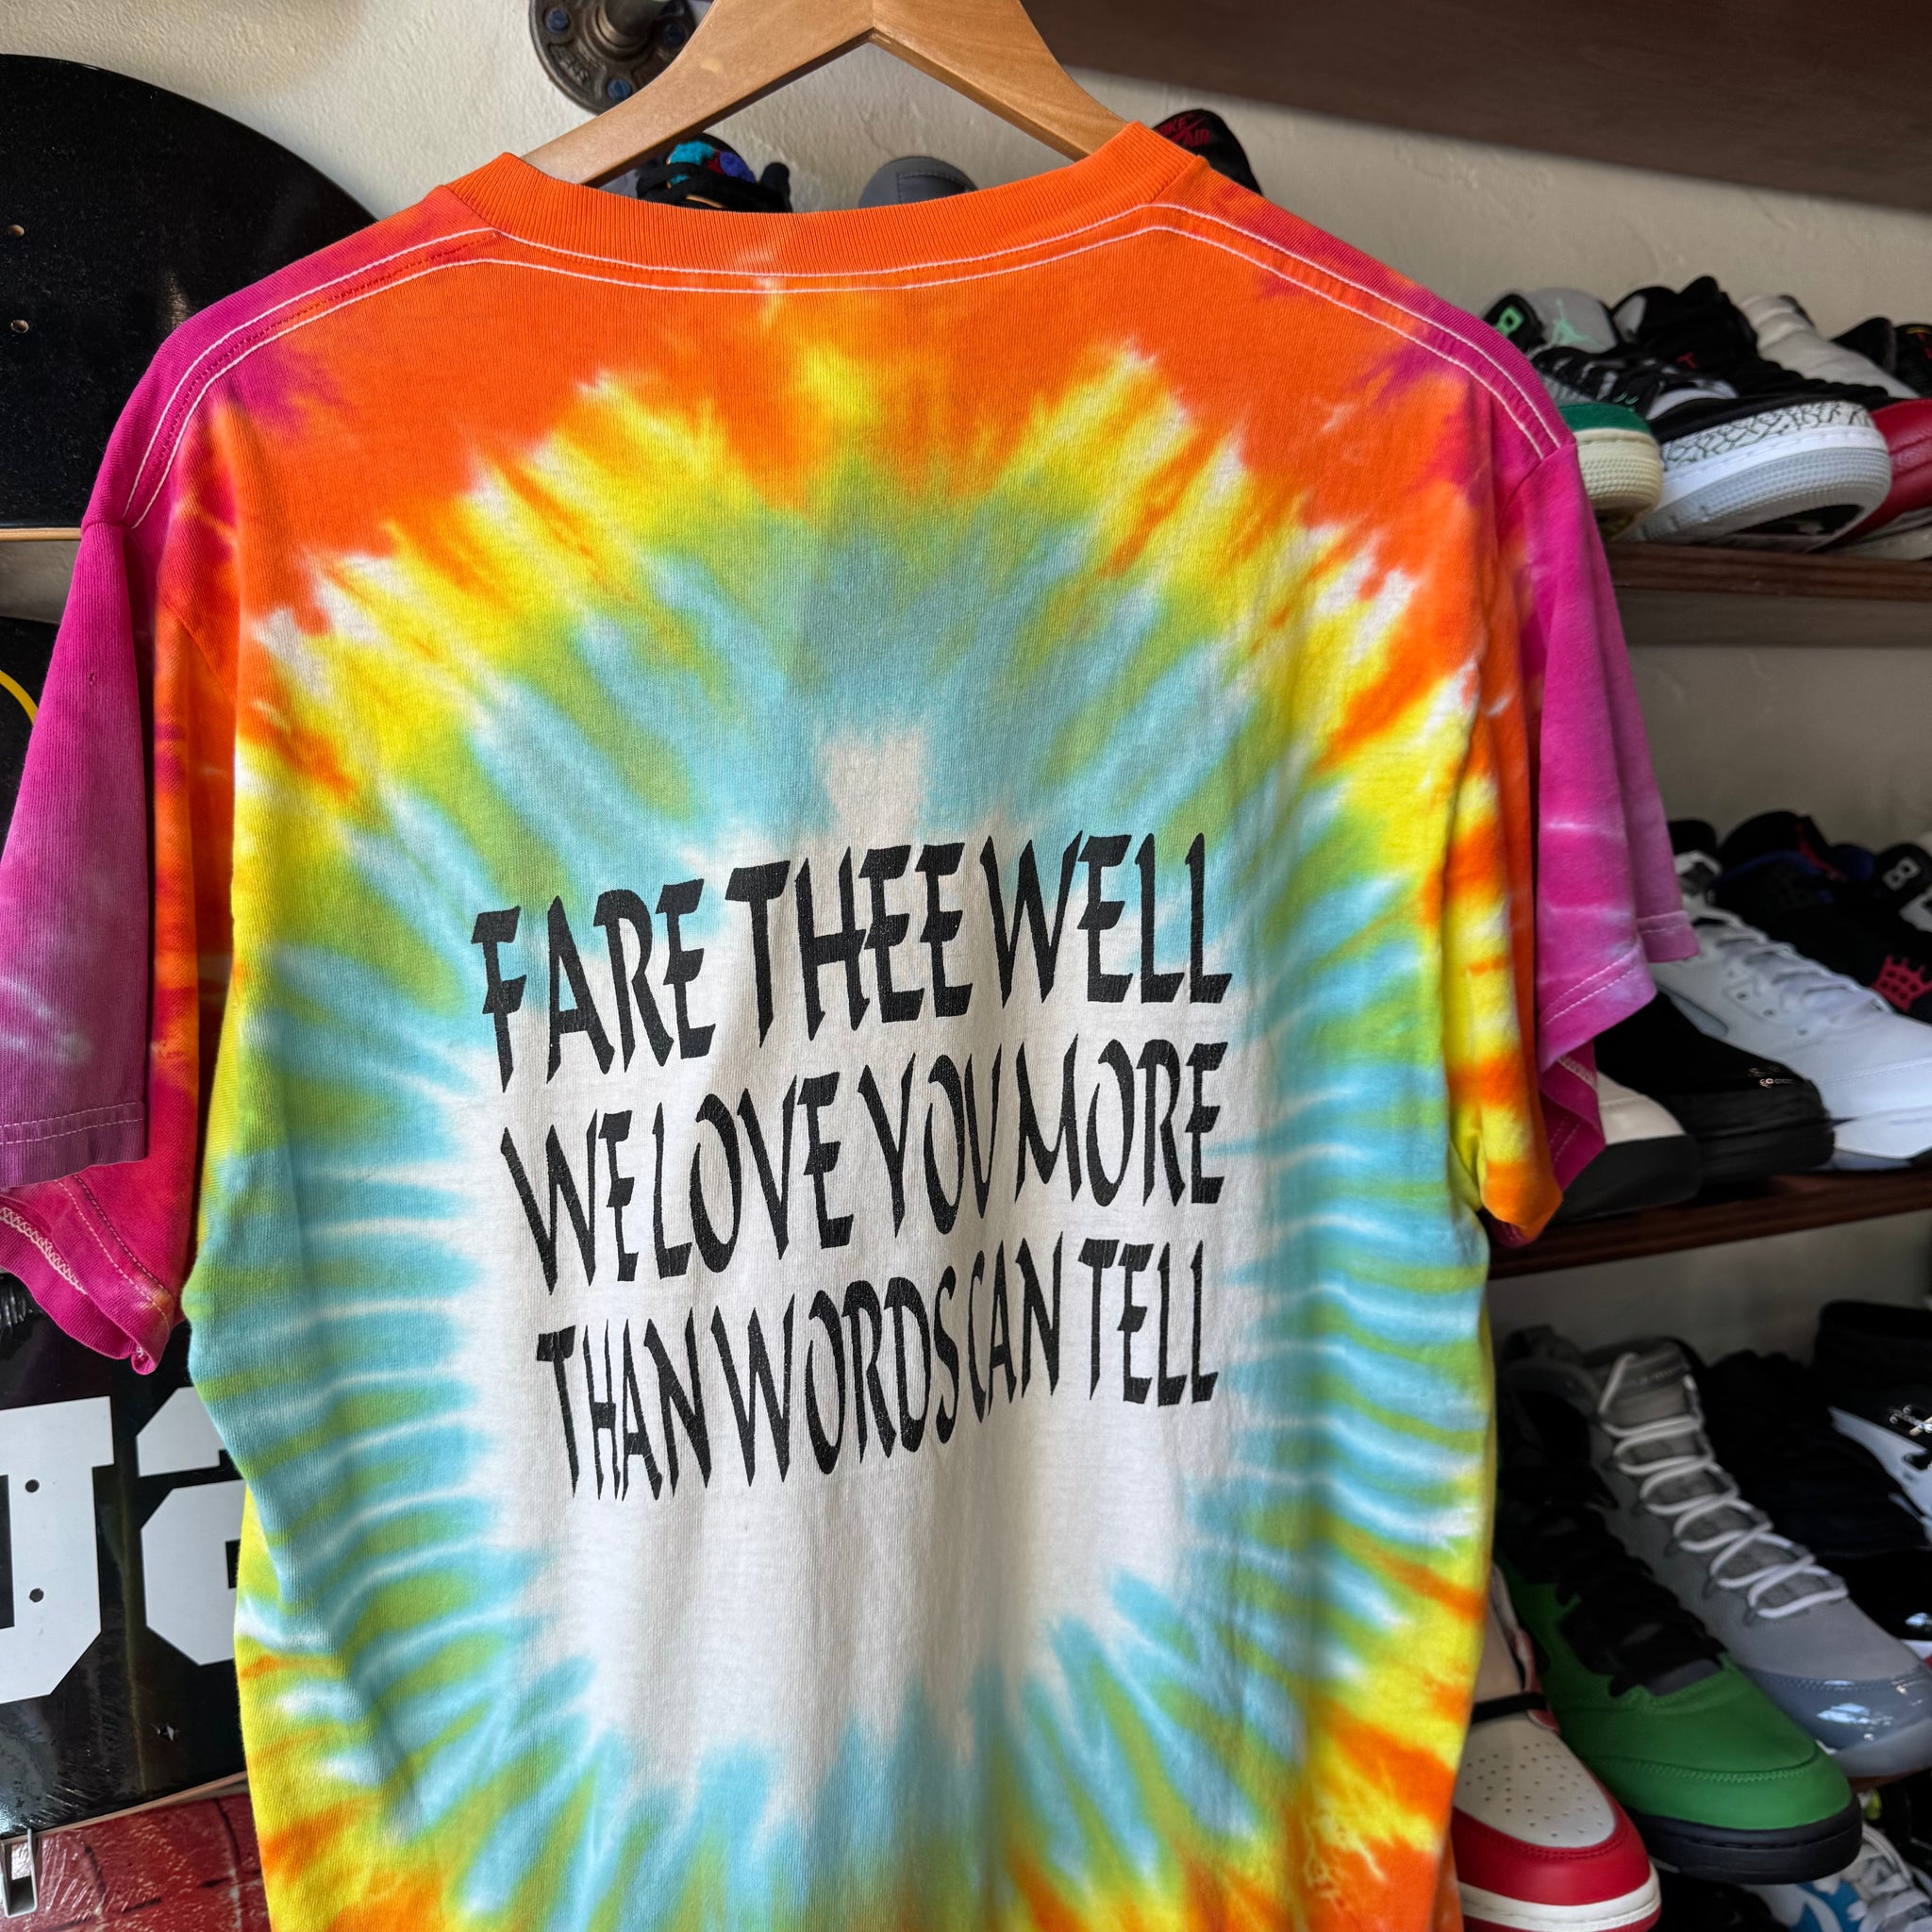 FARE THEE WELL
WE LOVE YOU MORE
THAN WORDS CAN TELL